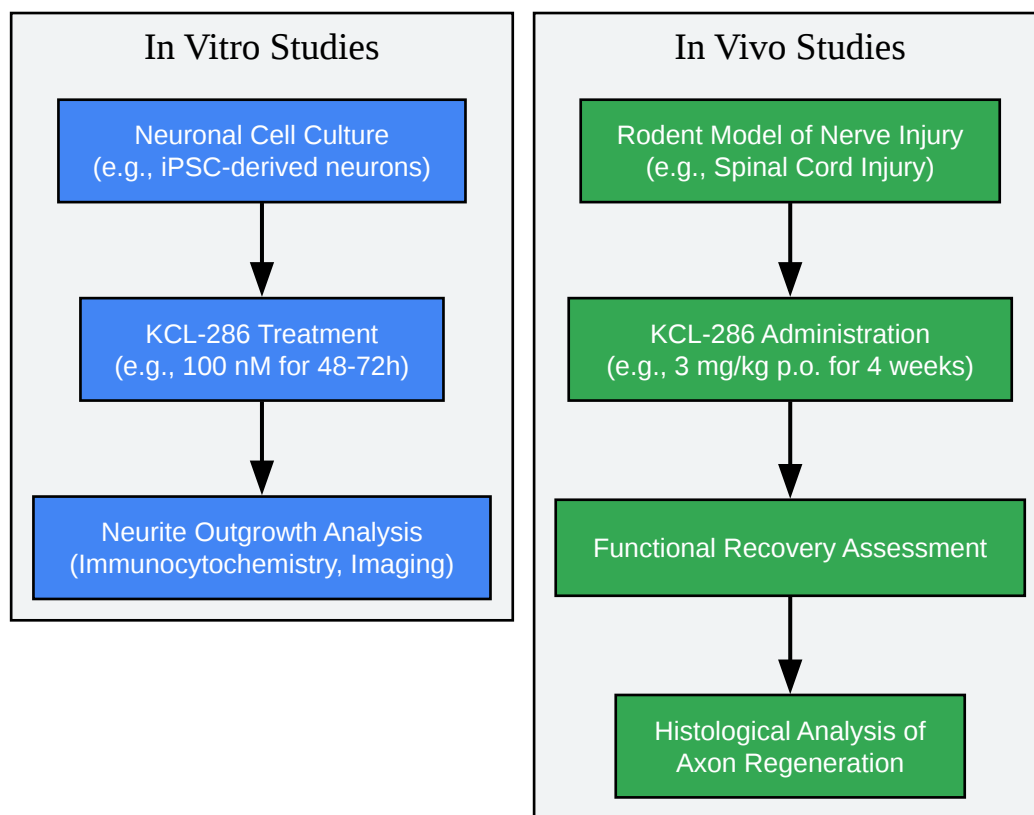 In Vitro Studies
Neuronal Cell Culture
(e.g., iPSC-derived neurons)
KCL-286 Treatment
(e.g., 100 nM for 48-72h)
Neurite Outgrowth Analysis
(Immunocytochemistry, Imaging)
In Vivo Studies
Rodent Model of Nerve Injury
(e.g., Spinal Cord Injury)
KCL-286 Administration
(e.g., 3 mg/kg p.o. for 4 weeks)
Functional Recovery Assessment
Histological Analysis of
Axon Regeneration